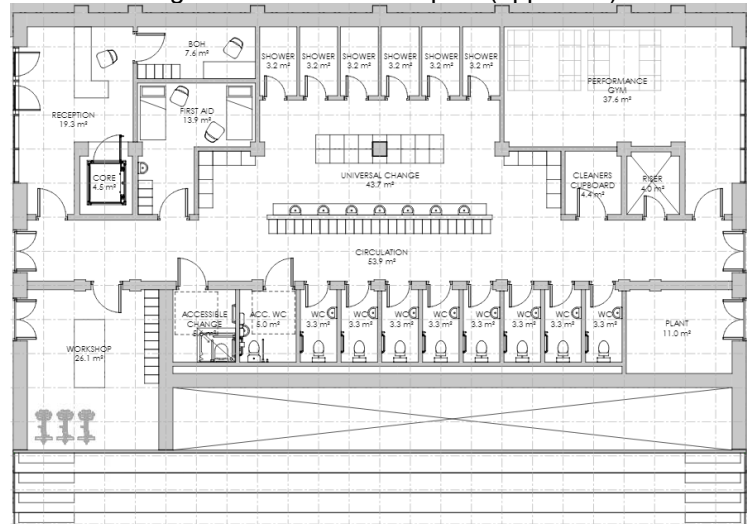 BOH
7.6 m²
SHOWER
3.2 m²
SHOWER
3.2 m²
SHOWER
3.2 m²
SHOWER
3.2 m²
SHOWER
3.2 m²
SHOWER
3.2 m²
PERFORMANCE
GYM
37.6 m²
RECEPTION
19.3 m²
FIRST AID
13.9 m²
CORE
4.5 m²
UNIVERSAL CHANGE
43.7 m²
CLEANERS
CUPBOARD
4.4 m²
RISER
4.0 m²
CIRCULATION
53.9 m²
WORKSHOP
26.1 m²
ACCESSIBLE
CHANGE
ACC. WC
5.0 m²
WC
3.3 m²
WC
3.3 m²
WC
3.3 m²
WC
3.3 m²
WC
3.3 m²
WC
3.3 m²
WC
3.3 m²
WC
3.3 m²
PLANT
11.0 m²